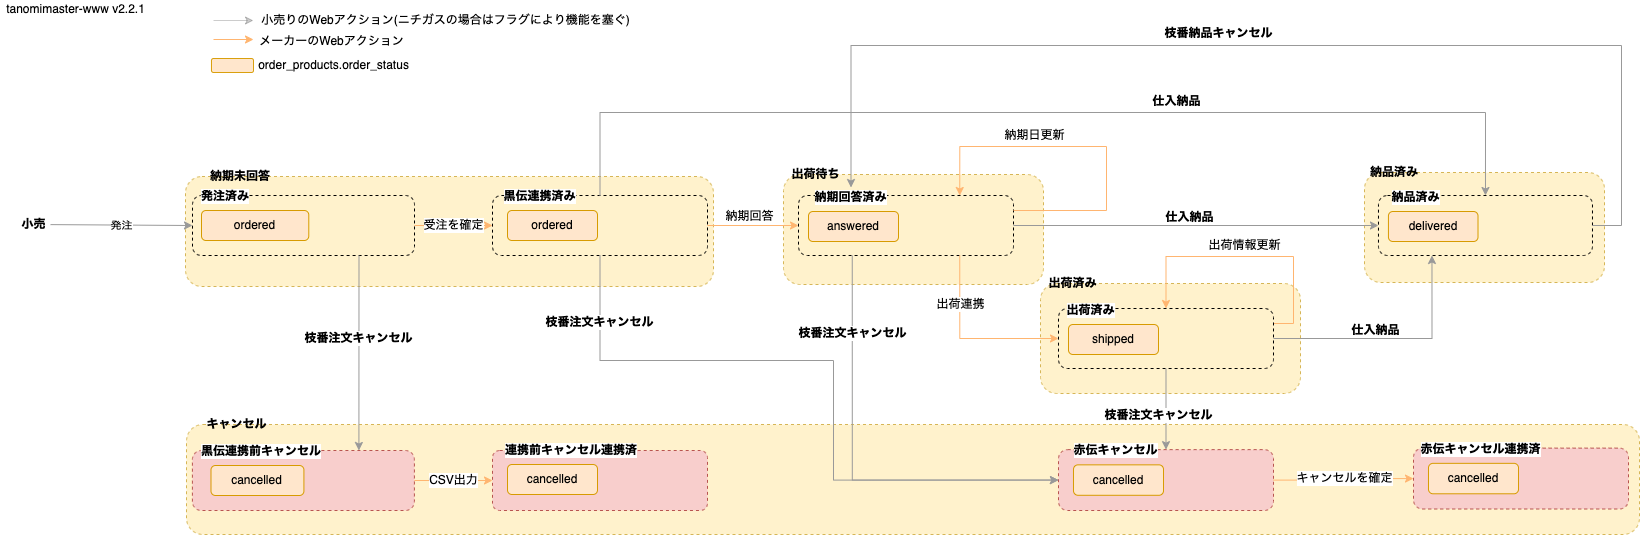 tanomimaster-www v2.2.1
小売りのWebアクション(ニチガスの場合はフラグにより機能を塞ぐ)
メーカーのWebアクション
order_products.order_status
枝番納品キャンセル
仕入納品
納期日更新
納期未回答
出荷待ち
納品済み
発注済み
黒伝連携済み
納期回答済み
納品済み
小売
発注
ordered
受注を確定
ordered
納期回答
answered
仕入納品
delivered
出荷情報更新
出荷済み
出荷連携
出荷済み
枝番注文キャンセル
枝番注文キャンセル
枝番注文キャンセル
shipped
仕入納品
枝番注文キャンセル
キャンセル
黒伝連携前キャンセル
連携前キャンセル連携済
赤伝キャンセル
赤伝キャンセル連携済
cancelled
CSV出力
cancelled
cancelled
キャンセルを確定
cancelled